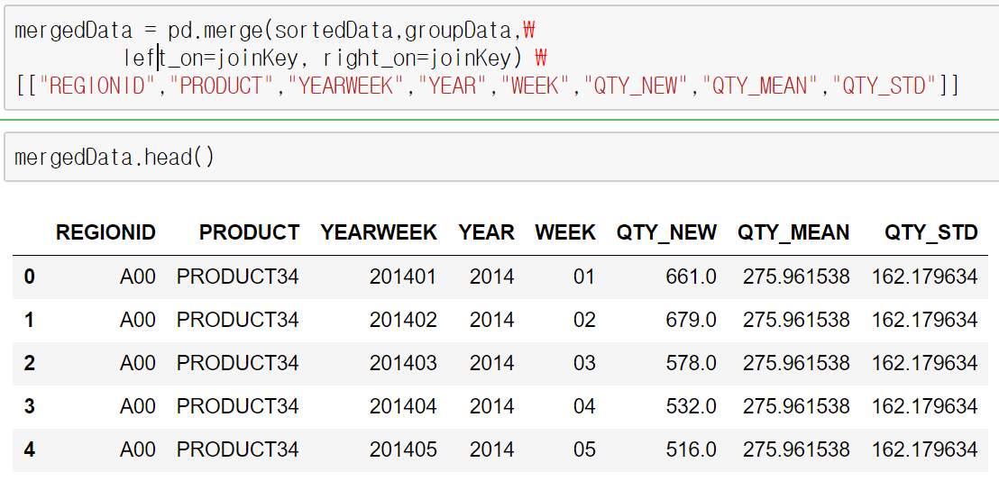 mergedData = pd.merge(sortedData,groupData,₩
left_on=joinKey, right_on=joinKey) ₩
[["REGIONID","PRODUCT","YEARWEEK","YEAR","WEEK","QTY_NEW","QTY_MEAN","QTY_STD"]]
mergedData.head()
REGIONID PRODUCT YEARWEEK YEAR WEEK QTY_NEW QTY_MEAN QTY_STD
0 A00 PRODUCT34 201401 2014 01 661.0 275.961538 162.179634
1 A00 PRODUCT34 201402 2014 02 679.0 275.961538 162.179634
2 A00 PRODUCT34 201403 2014 03 578.0 275.961538 162.179634
3 A00 PRODUCT34 201404 2014 04 532.0 275.961538 162.179634
4 A00 PRODUCT34 201405 2014 05 516.0 275.961538 162.179634